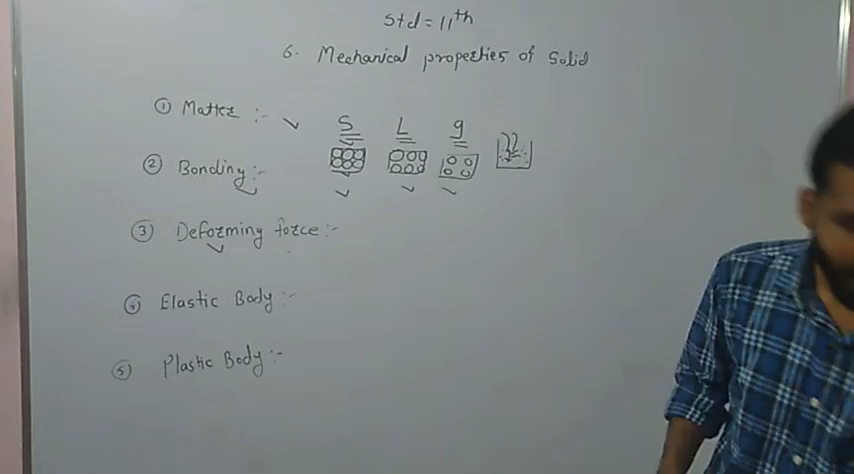 Std = 11th
6. Mechanical properties of Solid
① Matter :-
S L g
② Bonding :-
③ Deforming force :-
④ Elastic Body :-
⑤ Plastic Body :-